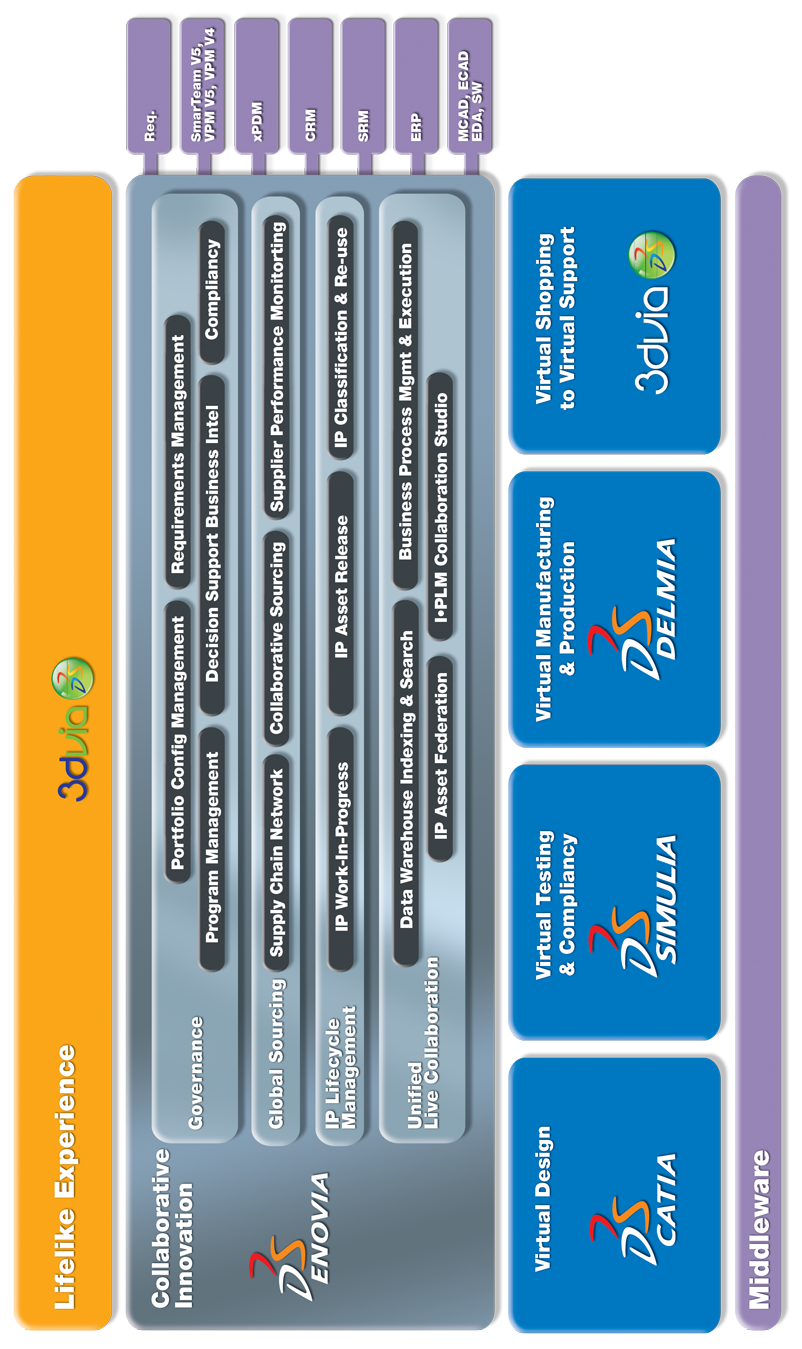 Lifelike Experience
3dvia
Collaborative
Innovation
ENOVIA
Governance
Portfolio Config Management
Requirements Management
Program Management
Decision Support Business Intel
Compliancy
Global Sourcing
Supply Chain Network
Collaborative Sourcing
Supplier Performance Monitorting
IP Lifecycle
Management
IP Work-In-Progress
IP Asset Release
IP Classification & Re-use
Unified
Live Collaboration
Data Warehouse Indexing & Search
Business Process Mgmt & Execution
IP Asset Federation
I•PLM Collaboration Studio
Req.
SmarTeam V5,
VPM V5, VPM V4
xPDM
CRM
SRM
ERP
MCAD, ECAD
EDA, SW
Virtual Design
CATIA
Virtual Testing
& Compliancy
SIMULIA
Virtual Manufacturing
& Production
DELMIA
Virtual Shopping
to Virtual Support
3dvia
Middleware